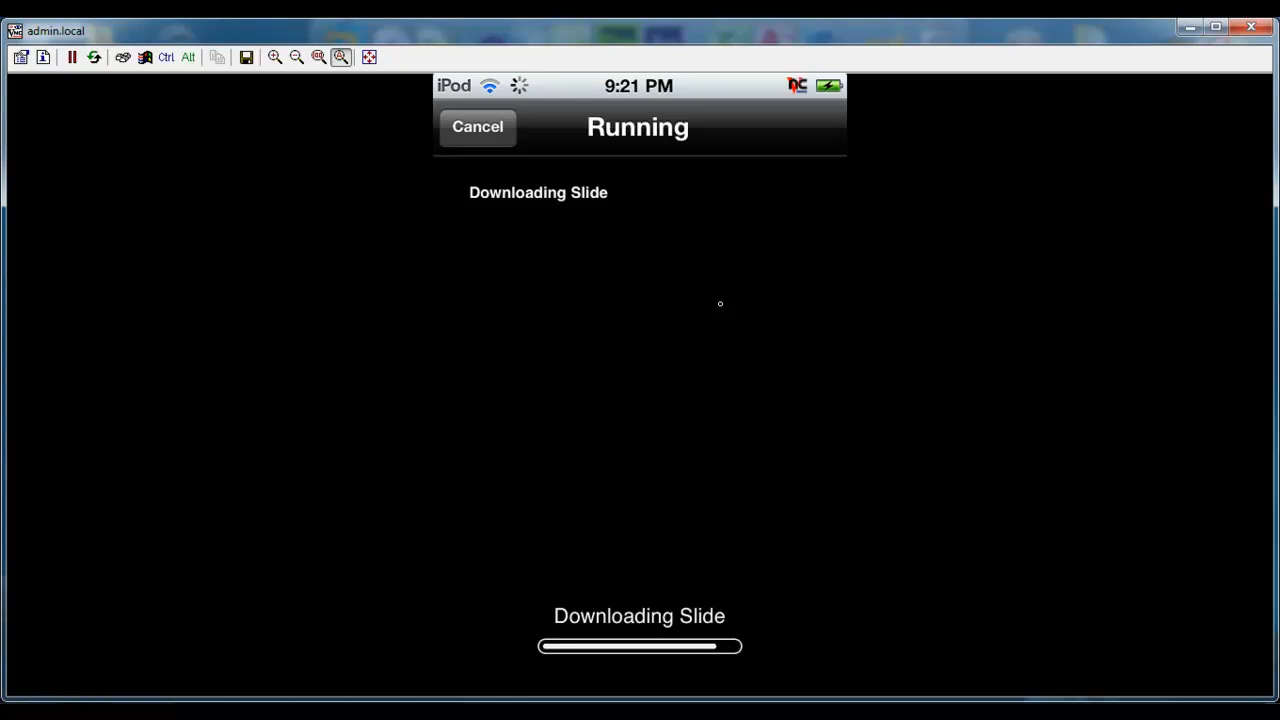 admin.local
Ctrl Alt
iPod 9:21 PM
Cancel Running
Downloading Slide
Downloading Slide